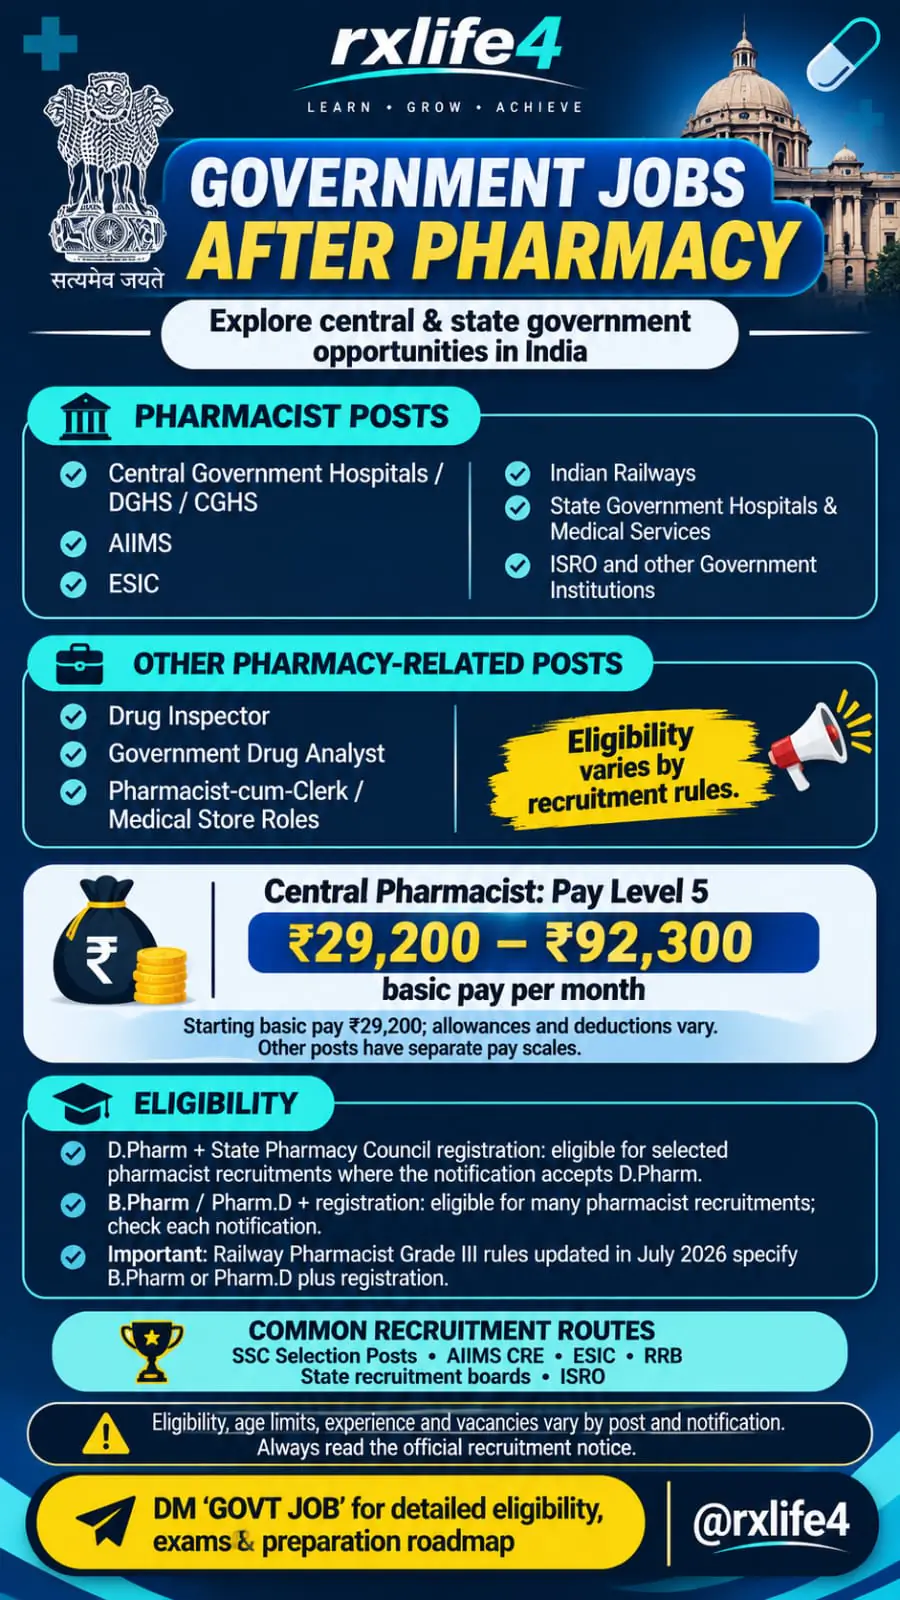 rxlife4
LEARN • GROW • ACHIEVE
सत्यमेव जयते
GOVERNMENT JOBS
AFTER PHARMACY
Explore central & state government
opportunities in India
PHARMACIST POSTS
Central Government Hospitals /
DGHS / CGHS
AIIMS
ESIC
Indian Railways
State Government Hospitals &
Medical Services
ISRO and other Government
Institutions
OTHER PHARMACY-RELATED POSTS
Drug Inspector
Government Drug Analyst
Pharmacist-cum-Clerk /
Medical Store Roles
Eligibility
varies by
recruitment rules.
₹
Central Pharmacist: Pay Level 5
₹29,200 – ₹92,300
basic pay per month
Starting basic pay ₹29,200; allowances and deductions vary.
Other posts have separate pay scales.
ELIGIBILITY
D.Pharm + State Pharmacy Council registration: eligible for selected
pharmacist recruitments where the notification accepts D.Pharm.
B.Pharm / Pharm.D + registration: eligible for many pharmacist recruitments;
check each notification.
Important: Railway Pharmacist Grade III rules updated in July 2026 specify
B.Pharm or Pharm.D plus registration.
COMMON RECRUITMENT ROUTES
SSC Selection Posts • AIIMS CRE • ESIC • RRB
State recruitment boards • ISRO
Eligibility, age limits, experience and vacancies vary by post and notification.
Always read the official recruitment notice.
DM ‘GOVT JOB’ for detailed eligibility,
exams & preparation roadmap
@rxlife4